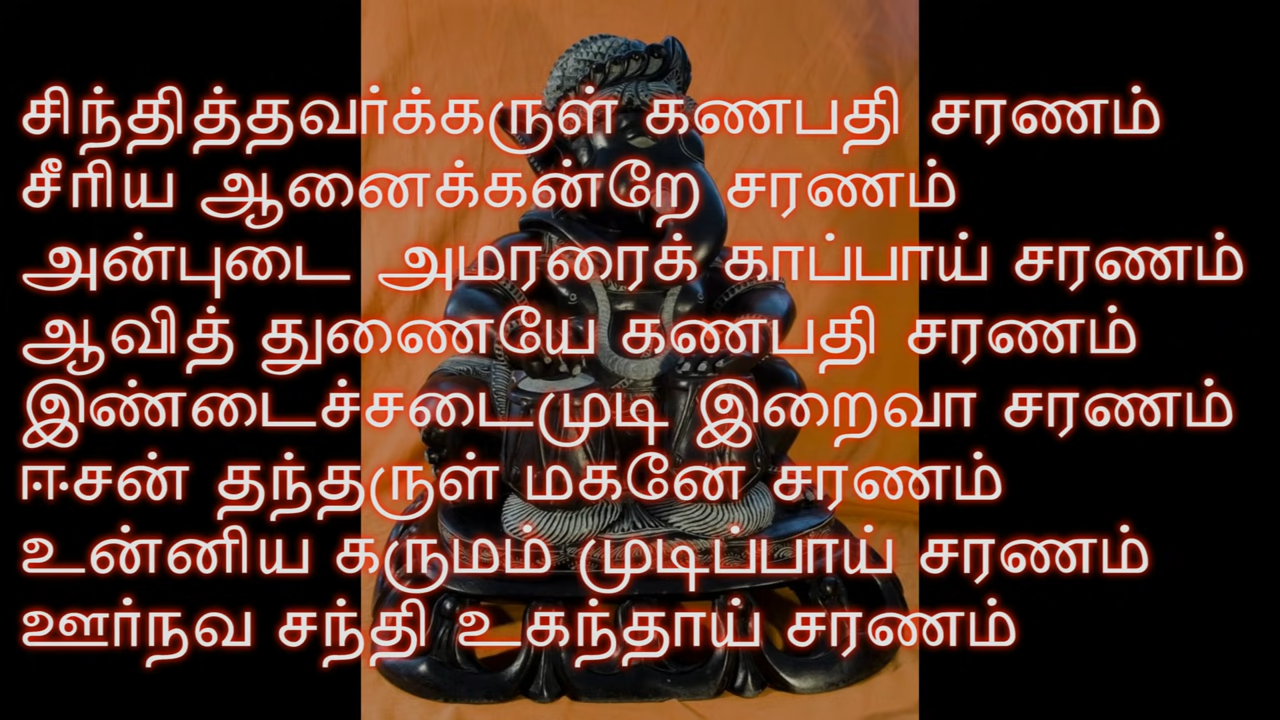 சிந்தித்தவர்க்கருள் கணபதி சரணம்
சீரிய ஆனைக்கன்றே சரணம்
அன்புடை அமரரைக் காப்பாய் சரணம்
ஆவித் துணையே கணபதி சரணம்
இண்டைச்சடைமுடி இறைவா சரணம்
ஈசன் தந்தருள் மகனே சரணம்
உன்னிய கருமம் முடிப்பாய் சரணம்
ஊர்நவ சந்தி உகந்தாய் சரணம்